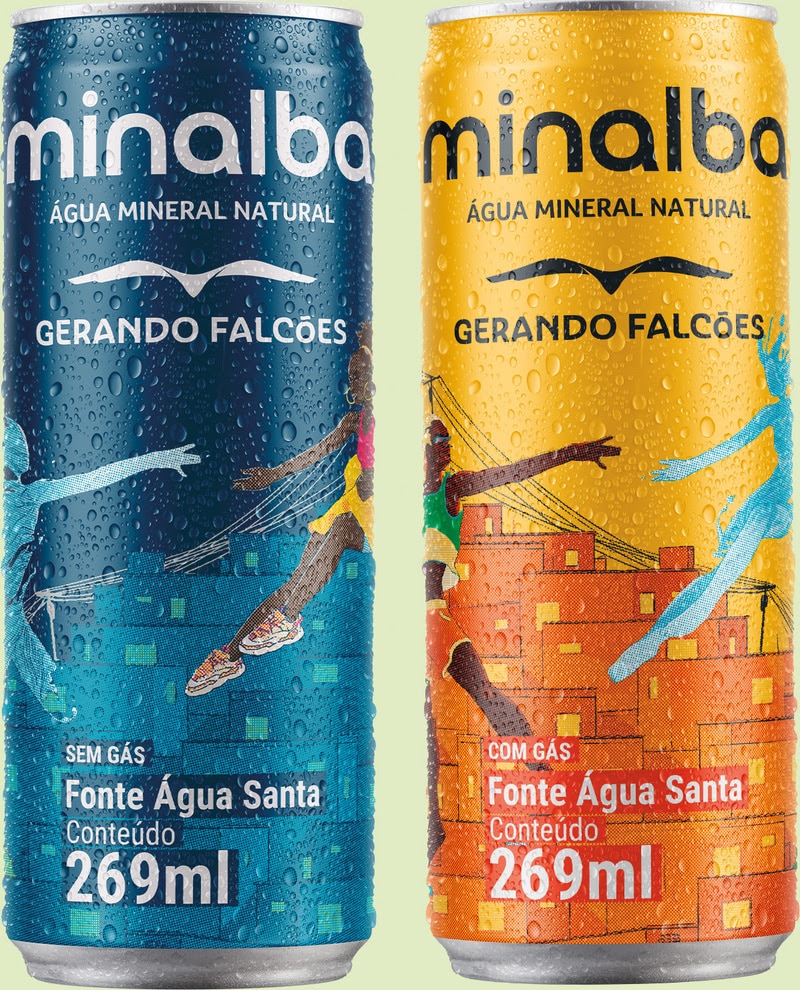 minalba
ÁGUA MINERAL NATURAL
GERANDO FALCÕES
SEM GÁS
Fonte Água Santa
Conteúdo
269ml
minalba
ÁGUA MINERAL NATURAL
GERANDO FALCÕES
COM GÁS
Fonte Água Santa
Conteúdo
269ml